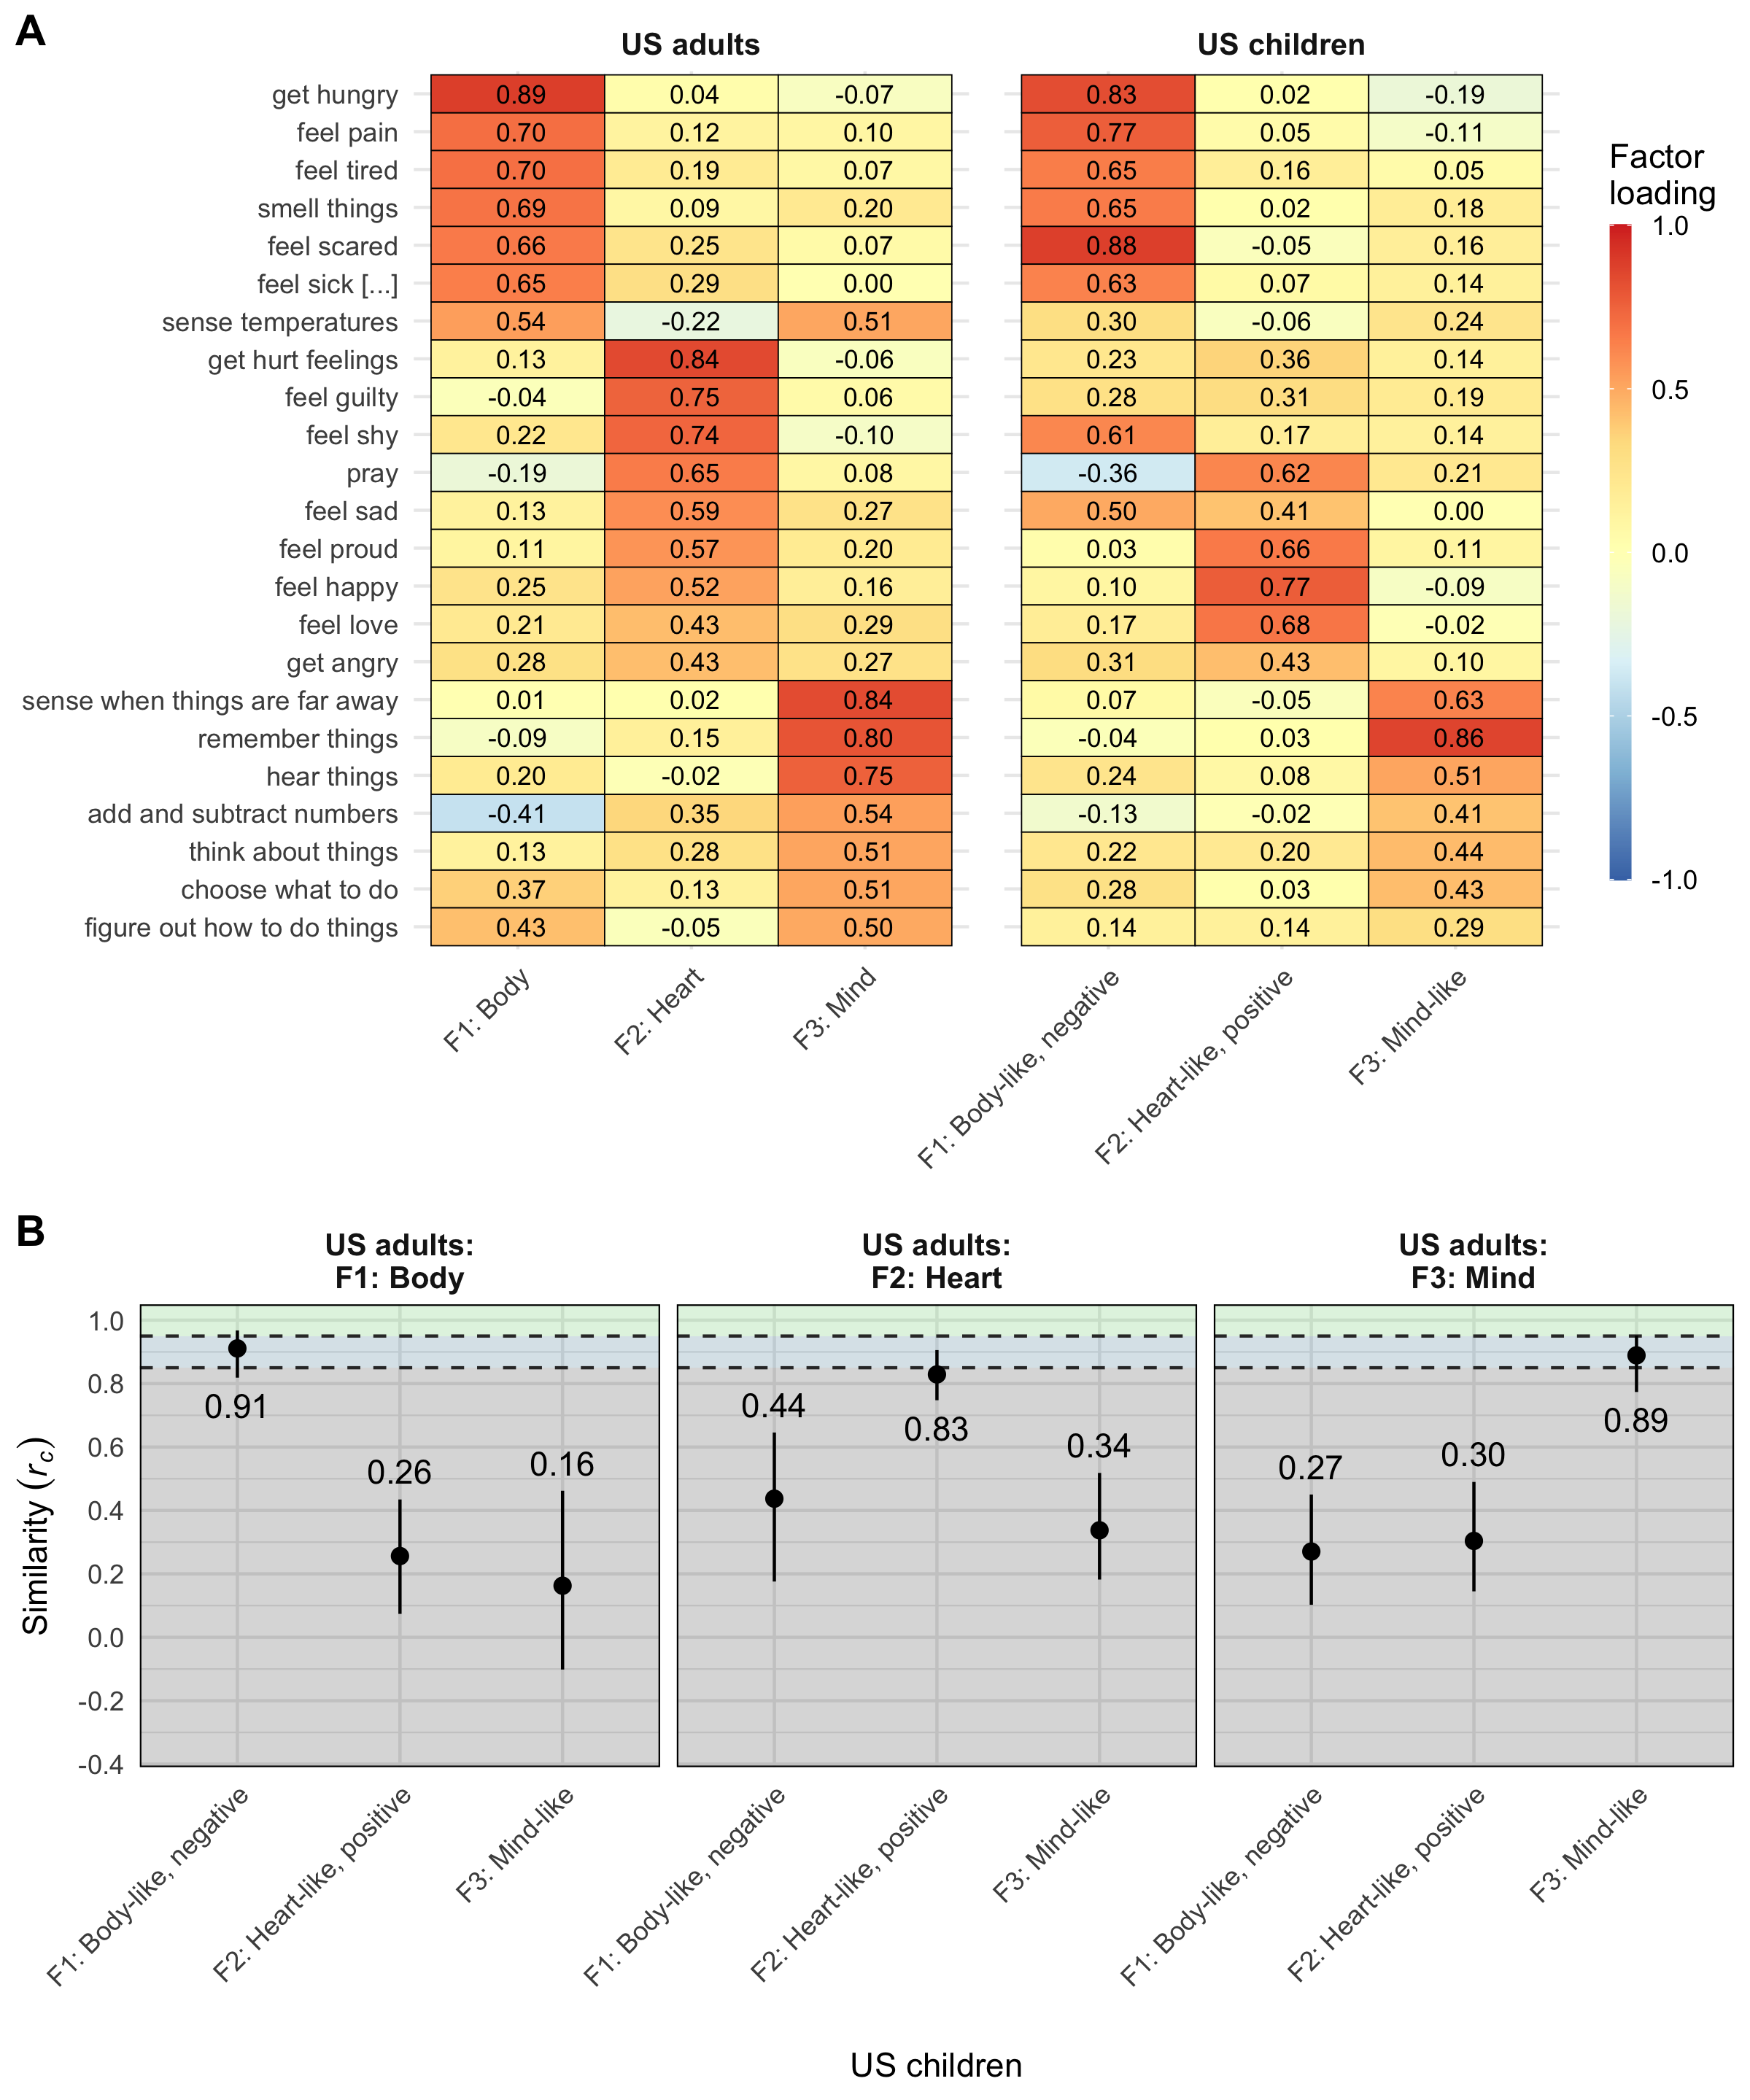 A
US adults US children
get hungry 0.89 0.04 -0.07 0.83 0.02 -0.19
feel pain 0.70 0.12 0.10 0.77 0.05 -0.11
feel tired 0.70 0.19 0.07 0.65 0.16 0.05
smell things 0.69 0.09 0.20 0.65 0.02 0.18
feel scared 0.66 0.25 0.07 0.88 -0.05 0.16
feel sick [...] 0.65 0.29 0.00 0.63 0.07 0.14
sense temperatures 0.54 -0.22 0.51 0.30 -0.06 0.24
get hurt feelings 0.13 0.84 -0.06 0.23 0.36 0.14
feel guilty -0.04 0.75 0.06 0.28 0.31 0.19
feel shy 0.22 0.74 -0.10 0.61 0.17 0.14
pray -0.19 0.65 0.08 -0.36 0.62 0.21
feel sad 0.13 0.59 0.27 0.50 0.41 0.00
feel proud 0.11 0.57 0.20 0.03 0.66 0.11
feel happy 0.25 0.52 0.16 0.10 0.77 -0.09
feel love 0.21 0.43 0.29 0.17 0.68 -0.02
get angry 0.28 0.43 0.27 0.31 0.43 0.10
sense when things are far away 0.01 0.02 0.84 0.07 -0.05 0.63
remember things -0.09 0.15 0.80 -0.04 0.03 0.86
hear things 0.20 -0.02 0.75 0.24 0.08 0.51
add and subtract numbers -0.41 0.35 0.54 -0.13 -0.02 0.41
think about things 0.13 0.28 0.51 0.22 0.20 0.44
choose what to do 0.37 0.13 0.51 0.28 0.03 0.43
figure out how to do things 0.43 -0.05 0.50 0.14 0.14 0.29
F1: Body
F2: Heart
F3: Mind
F1: Body-like, negative
F2: Heart-like, positive
F3: Mind-like
Factor
loading
1.0
0.5
0.0
-0.5
-1.0
B
US adults:
F1: Body
US adults:
F2: Heart
US adults:
F3: Mind
Similarity (r_c)
1.0
0.8
0.6
0.4
0.2
0.0
-0.2
-0.4
0.91
0.26
0.16
0.44
0.83
0.34
0.27
0.30
0.89
F1: Body-like, negative
F2: Heart-like, positive
F3: Mind-like
F1: Body-like, negative
F2: Heart-like, positive
F3: Mind-like
F1: Body-like, negative
F2: Heart-like, positive
F3: Mind-like
US children